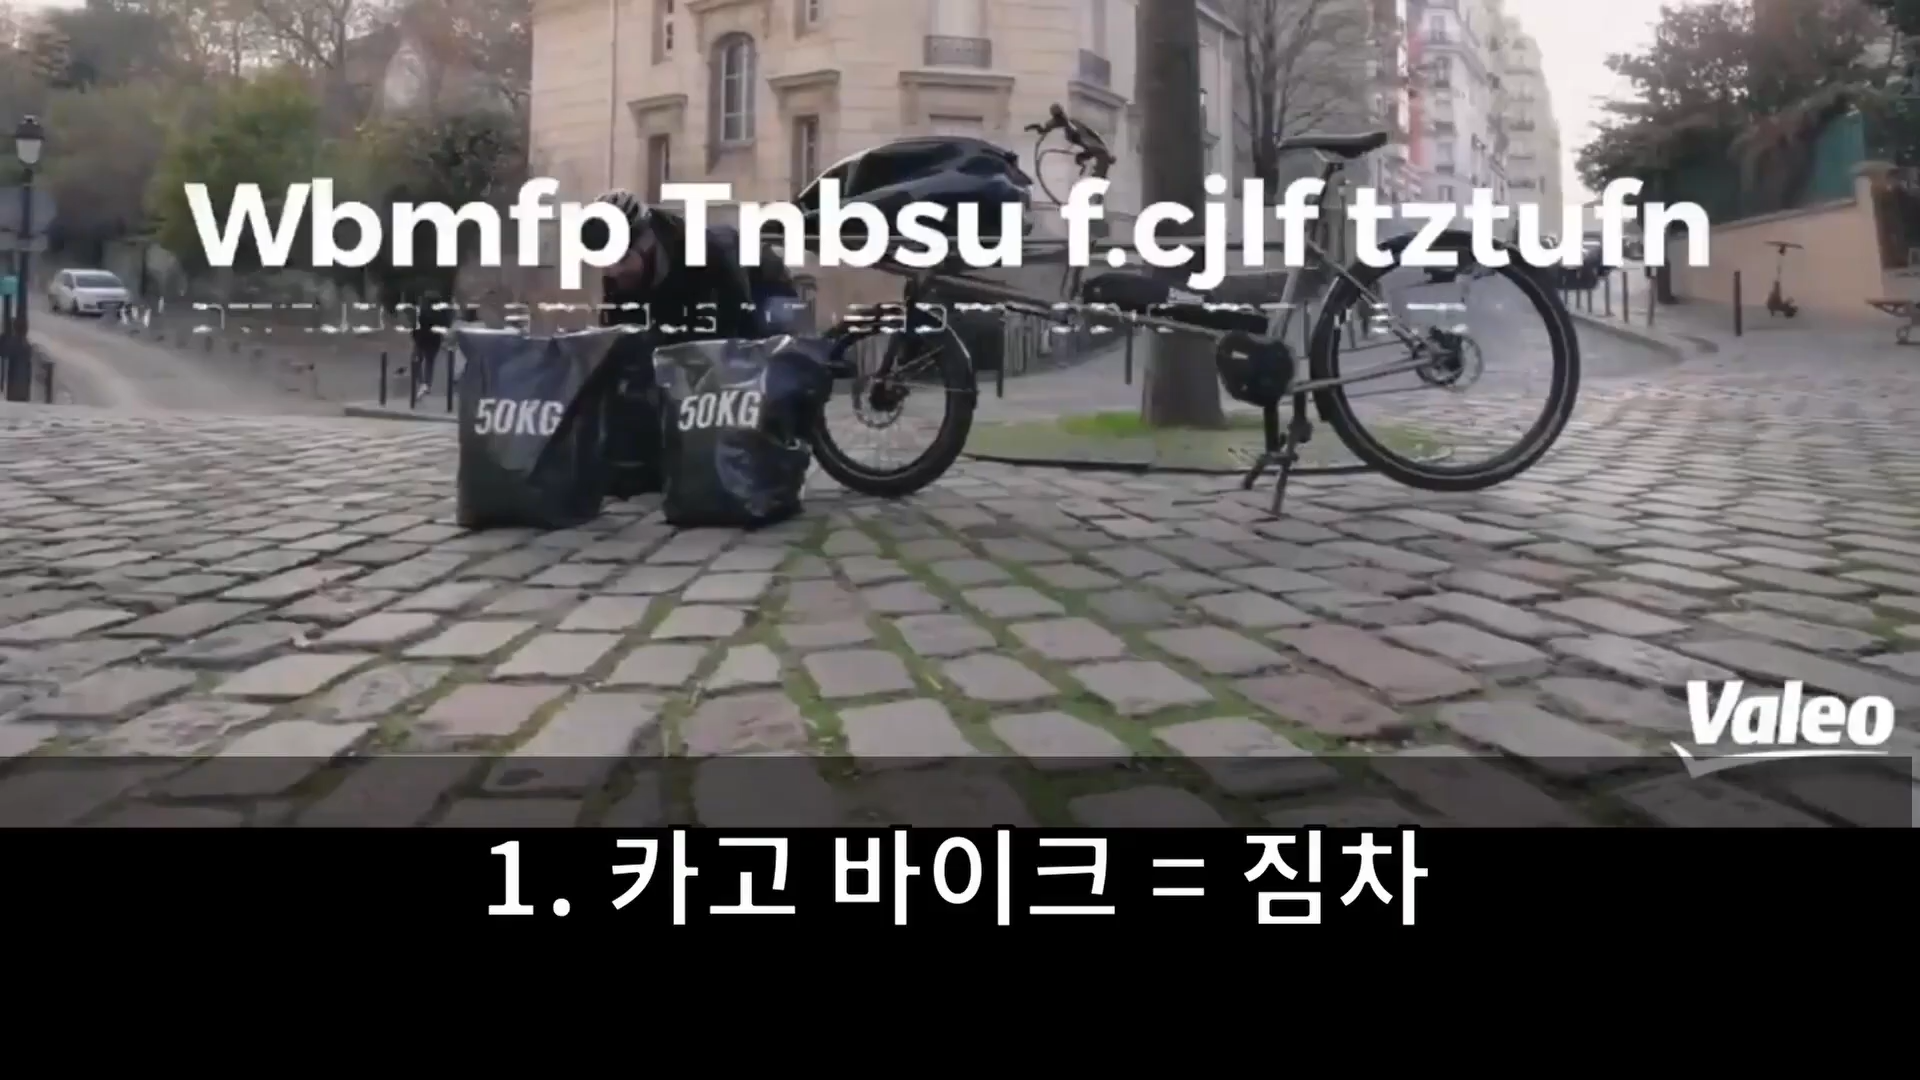 Wbmfp Tnbsu f.cjlf tztufn
50KG 50KG
Valeo
1. 카고 바이크 = 짐차